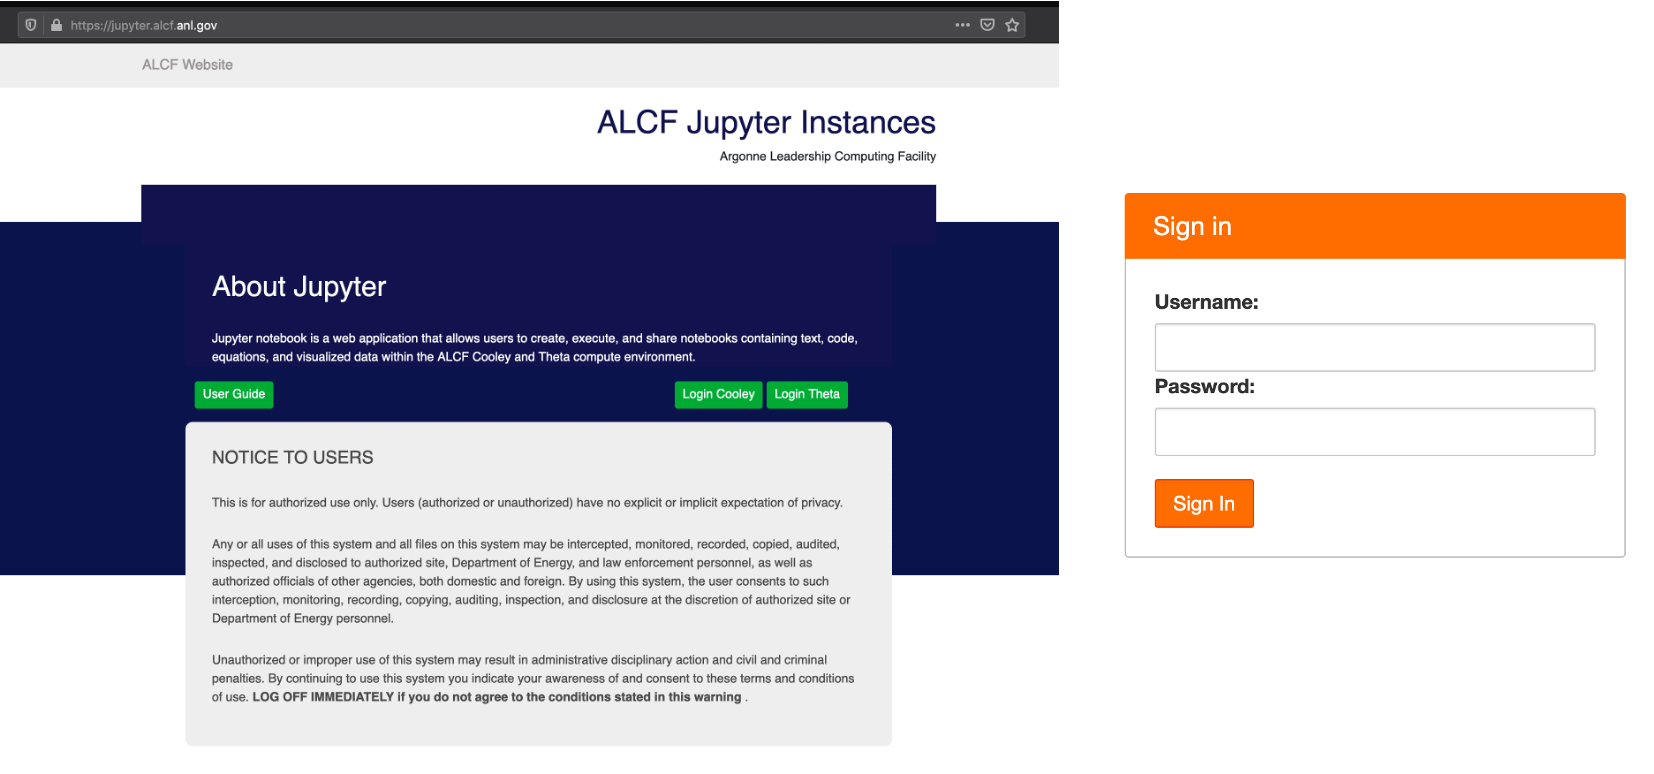 https://jupyter.alcf.anl.gov
ALCF Website
ALCF Jupyter Instances
Argonne Leadership Computing Facility
About Jupyter
Jupyter notebook is a web application that allows users to create, execute, and share notebooks containing text, code,
equations, and visualized data within the ALCF Cooley and Theta compute environment.
User Guide
Login Cooley
Login Theta
NOTICE TO USERS
This is for authorized use only. Users (authorized or unauthorized) have no explicit or implicit expectation of privacy.
Any or all uses of this system and all files on this system may be intercepted, monitored, recorded, copied, audited,
inspected, and disclosed to authorized site, Department of Energy, and law enforcement personnel, as well as
authorized officials of other agencies, both domestic and foreign. By using this system, the user consents to such
interception, monitoring, recording, copying, auditing, inspection, and disclosure at the discretion of authorized site or
Department of Energy personnel.
Unauthorized or improper use of this system may result in administrative disciplinary action and civil and criminal
penalties. By continuing to use this system you indicate your awareness of and consent to these terms and conditions
of use. LOG OFF IMMEDIATELY if you do not agree to the conditions stated in this warning .
Sign in
Username:
Password:
Sign In